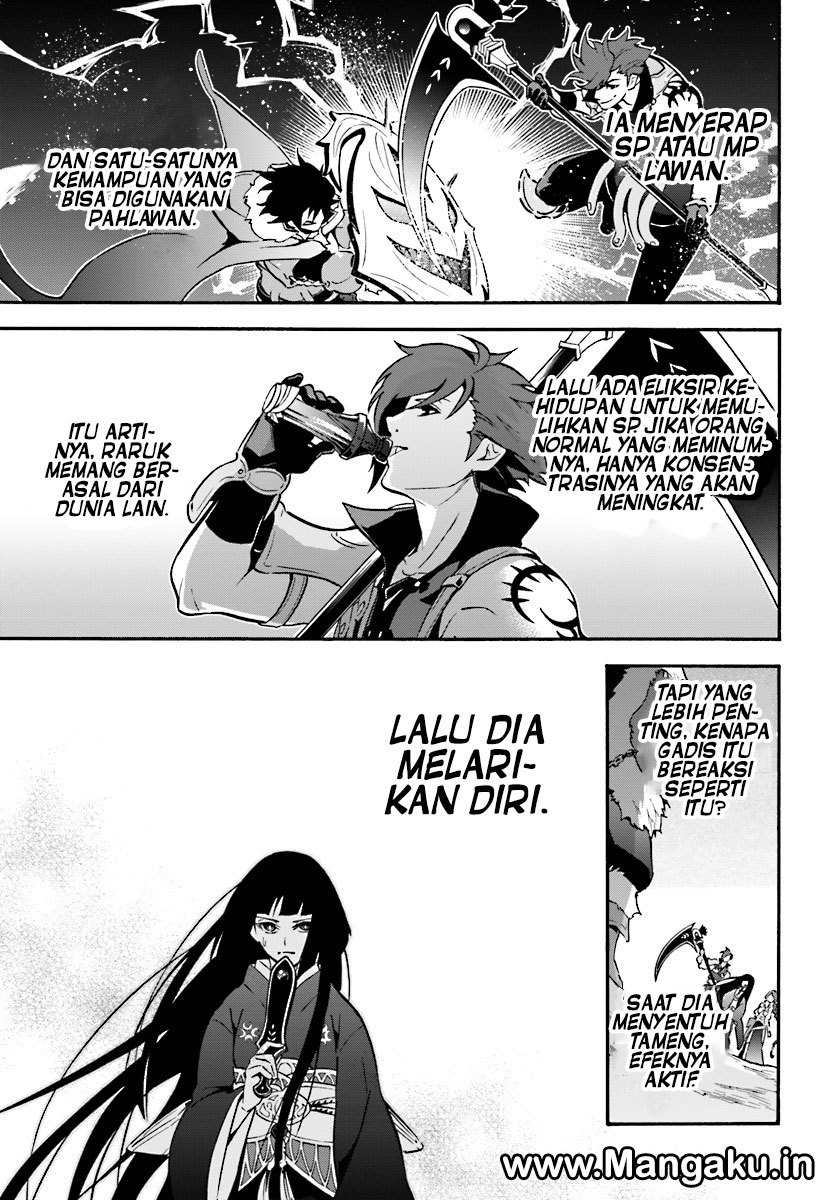 IA MENYERAP
SP ATAU MP
LAWAN.
DAN SATU-SATUNYA
KEMAMPUAN YANG
BISA DIGUNAKAN
PAHLAWAN.
LALU ADA ELIKSIR KE-
HIDUPAN UNTUK MEMU-
LIHKAN SP. JIKA ORANG
NORMAL YANG MEMINUM-
NYA, HANYA KONSEN-
TRASINYA YANG AKAN
MENINGKAT.
ITU ARTI-
NYA, RARUK
MEMANG BER-
ASAL DARI
DUNIA LAIN.
TAPI YANG
LEBIH PEN-
TING, KENAPA
GADIS ITU
BEREAKSI
SEPERTI
ITU?
SAAT DIA
MENYENTUH
TAMENG,
EFEKNYA
AKTIF.
LALU DIA
MELARI-
KAN DIRI.
www.Mangaku.in